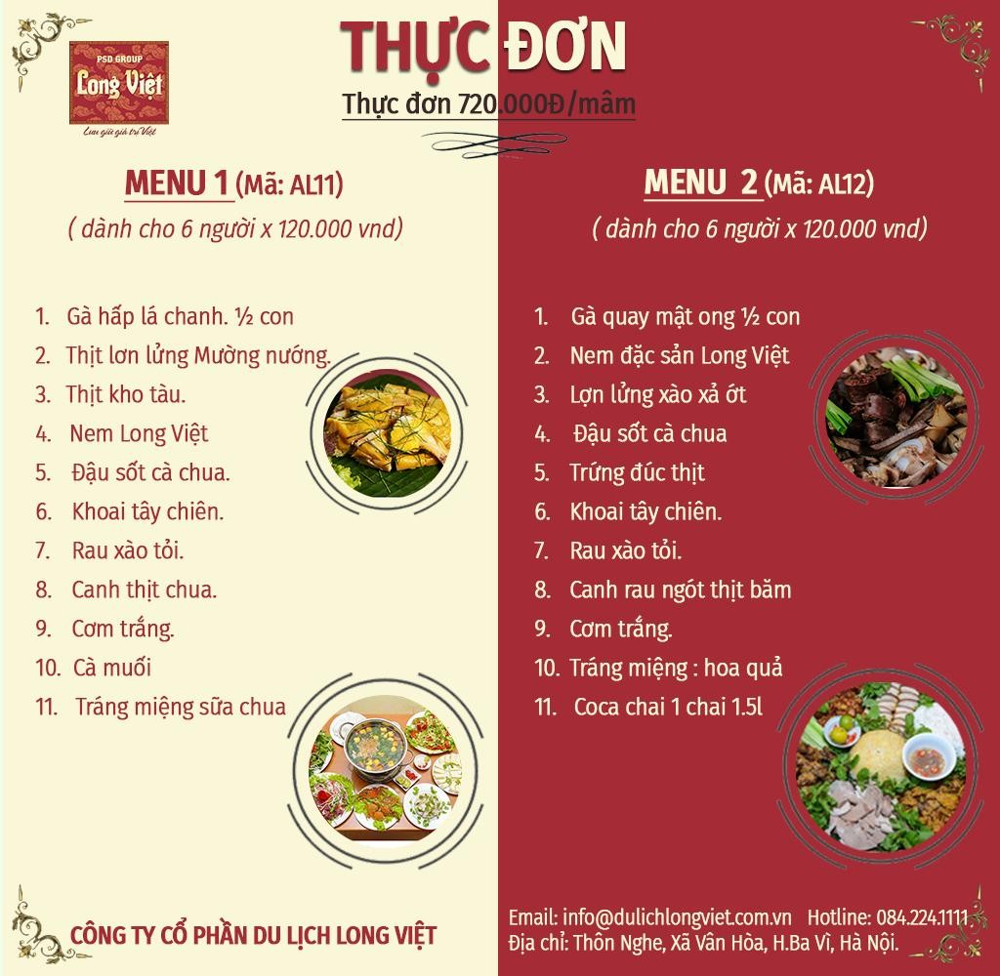 THỰC ĐƠN
PSD GROUP
Long Việt
Lưu giữ giá trị Việt
Thực đơn 720.000Đ/mâm
MENU 1 (Mã: AL11)
( dành cho 6 người x 120.000 vnd)
1. Gà hấp lá chanh. ½ con
2. Thịt lơn lửng Mường nướng.
3. Thịt kho tàu.
4. Nem Long Việt
5. Đậu sốt cà chua.
6. Khoai tây chiên.
7. Rau xào tỏi.
8. Canh thịt chua.
9. Cơm trắng.
10. Cà muối
11. Tráng miệng sữa chua
MENU 2 (Mã: AL12)
( dành cho 6 người x 120.000 vnd)
1. Gà quay mật ong ½ con
2. Nem đặc sản Long Việt
3. Lợn lửng xào xả ớt
4. Đậu sốt cà chua
5. Trứng đúc thịt
6. Khoai tây chiên.
7. Rau xào tỏi.
8. Canh rau ngót thịt băm
9. Cơm trắng.
10. Tráng miệng : hoa quả
11. Coca chai 1 chai 1.5l
CÔNG TY CỔ PHẦN DU LỊCH LONG VIỆT
Email: info@dulichlongviet.com.vn Hotline: 084.224.1111
Địa chỉ: Thôn Nghe, Xã Vân Hòa, H.Ba Vì, Hà Nội.